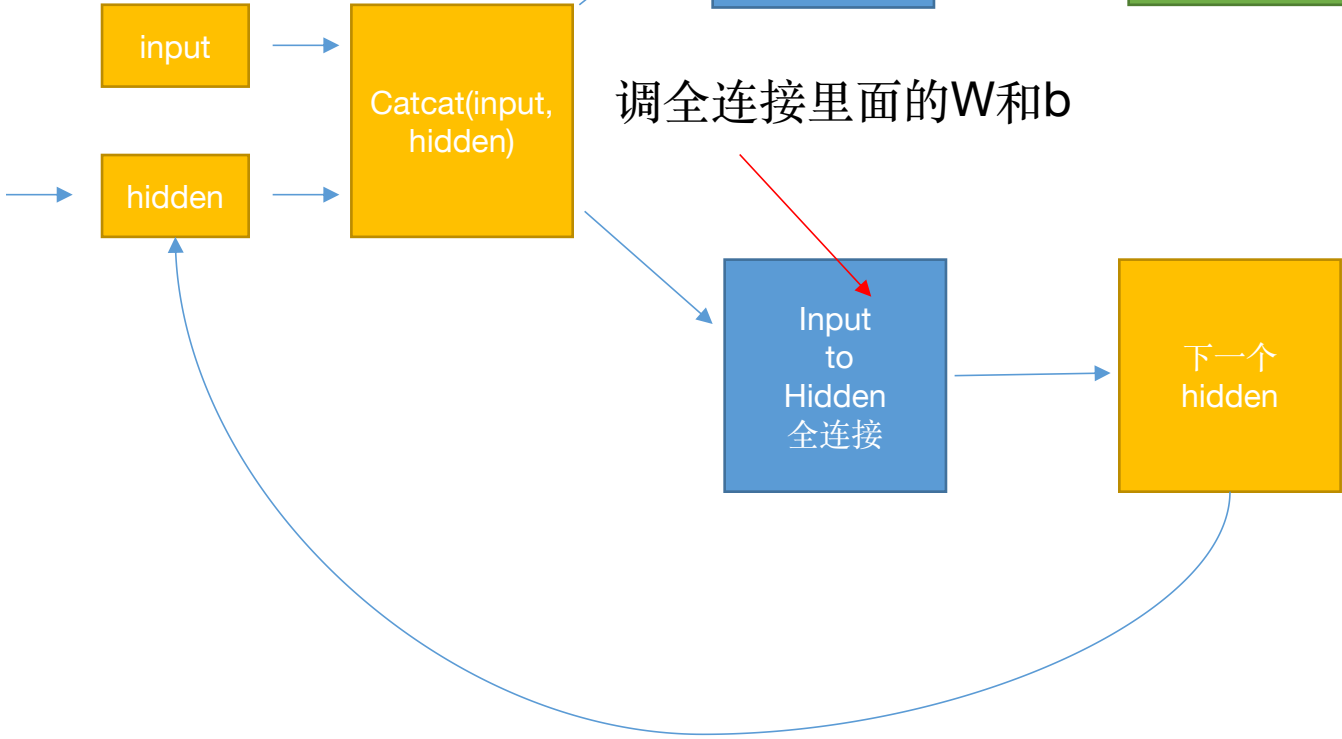 input
Catcat(input,
hidden)
调全连接里面的W和b
hidden
Input
to
Hidden
全连接
下一个
hidden